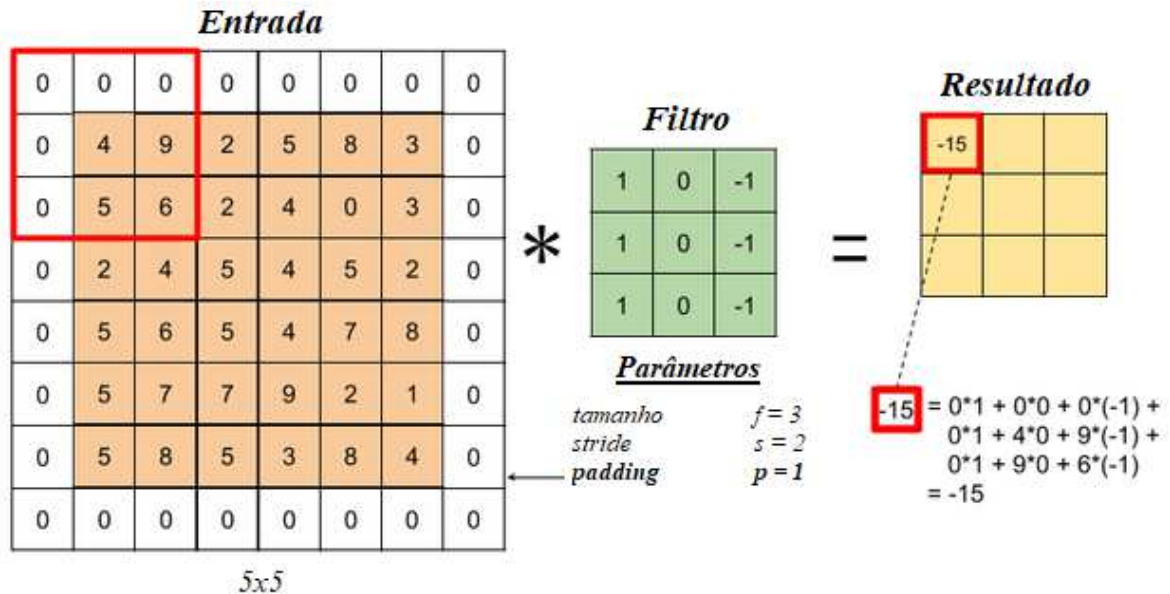 Entrada
0 0 0 0 0 0 0 0
0 4 9 2 5 8 3 0
0 5 6 2 4 0 3 0
0 2 4 5 4 5 2 0
0 5 6 5 4 7 8 0
0 5 7 7 9 2 1 0
0 5 8 5 3 8 4 0
0 0 0 0 0 0 0 0
5x5
*
Filtro
1 0 -1
1 0 -1
1 0 -1
Parâmetros
tamanho f = 3
stride s = 2
padding p = 1
=
Resultado
-15
-15 = 0*1 + 0*0 + 0*(-1) +
0*1 + 4*0 + 9*(-1) +
0*1 + 9*0 + 6*(-1)
= -15